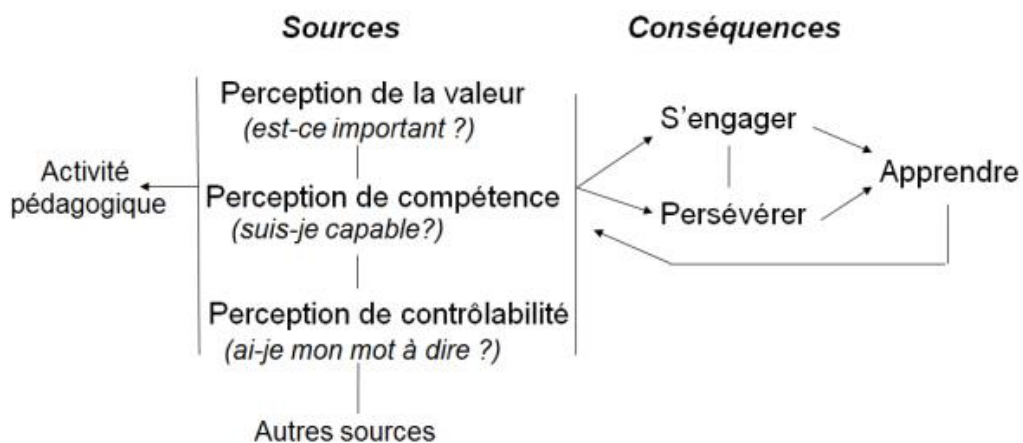 Sources
Conséquences
Perception de la valeur
(est-ce important ?)
S'engager
Activité
pédagogique
Perception de compétence
(suis-je capable?)
Persévérer
Apprendre
Perception de contrôlabilité
(ai-je mon mot à dire ?)
Autres sources